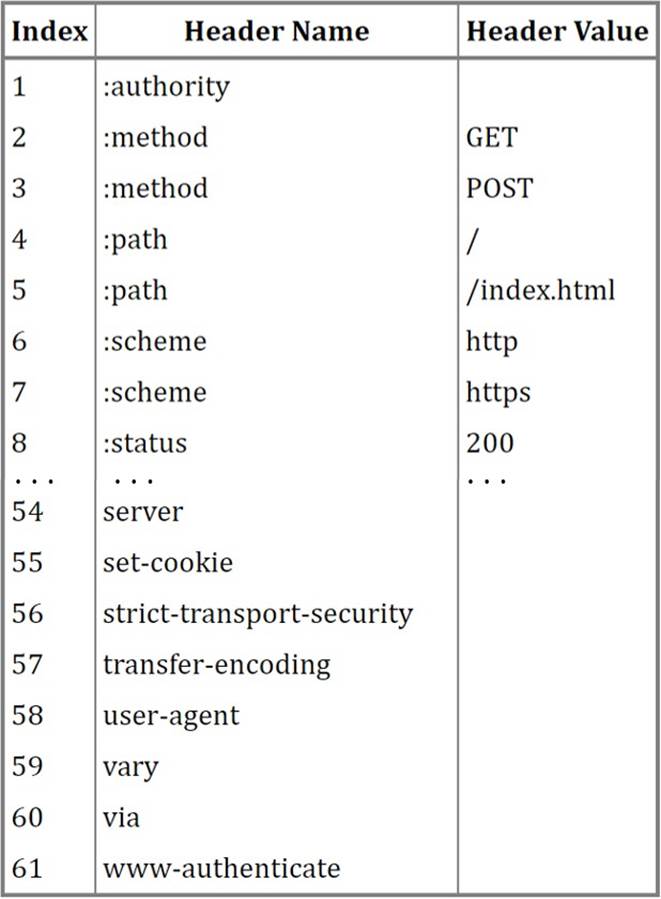 Index Header Name Header Value
1 :authority
2 :method GET
3 :method POST
4 :path /
5 :path /index.html
6 :scheme http
7 :scheme https
8 :status 200
... ... ...
54 server
55 set-cookie
56 strict-transport-security
57 transfer-encoding
58 user-agent
59 vary
60 via
61 www-authenticate